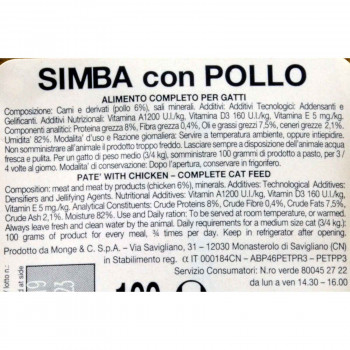 SIMBA con POLLO
ALIMENTO COMPLETO PER GATTI
Composizione: Carni e derivati (pollo 6%), sali minerali. Additivi: Additivi Tecnologici: Addensanti e
Gelificanti. Additivi Nutrizionali: Vitamina A1200 U.I./kg, Vitamina D3 160 U.I./kg, Vitamina E 5 mg/kg.
Componenti analitici: Proteina grezza 8%, Fibra grezza 0,4%, Oli e grassi grezzi 7,5%, ceneri grezze 2,1%.
Umidita' 82%. Modalita' d'uso e Razione giornaliera: Servire a temperatura ambiente, oppure intiepidito.
Non somministrare all'animale il prodotto troppo freddo. Lasciare sempre a disposizione dell'animale acqua
fresca e pulita. Per un gatto di peso medio (3/4 kg), somministrare 100 grammi di prodotto a pasto, per 3/
4 volte al giorno. Modalità di conservazione: Dopo l'apertura conservare in frigorifero.
PATE' WITH CHICKEN – COMPLETE CAT FEED
Composition: meat and meat by products (chicken 6%), minerals. Additives: Technological Additives:
Densifiers and Jellifying Agents. Nutritional Additives: Vitamin A1200 U.I./kg, Vitamin D3 160 U.I./kg,
Vitamin E 5 mg/kg. Analytical Constituents: Crude Proteins 8%, Crude Fibre 0,4%, Crude Fats 7,5%,
Crude Ash 2,1%. Moisture 82%. Use and Daily Ration: to be served at room temperature, or warmed.
Always leave fresh and clean water by the animal. Daily requirements for a medium size cat (3/4 kg):
100 grams of product for every meal, ¾ times per day. Keep in refrigerator after opening.
Prodotto da Monge & C. S.p.A. - Via Savigliano, 31 - 12030 Monasterolo di Savigliano (CN)
in Stabilimento reg. α IT 000184CN - ABP46PETPR3 - PETPP3
Servizio Consumatori: N.ro verde 80045 27 22
da lun a ven 14.30 - 16.00